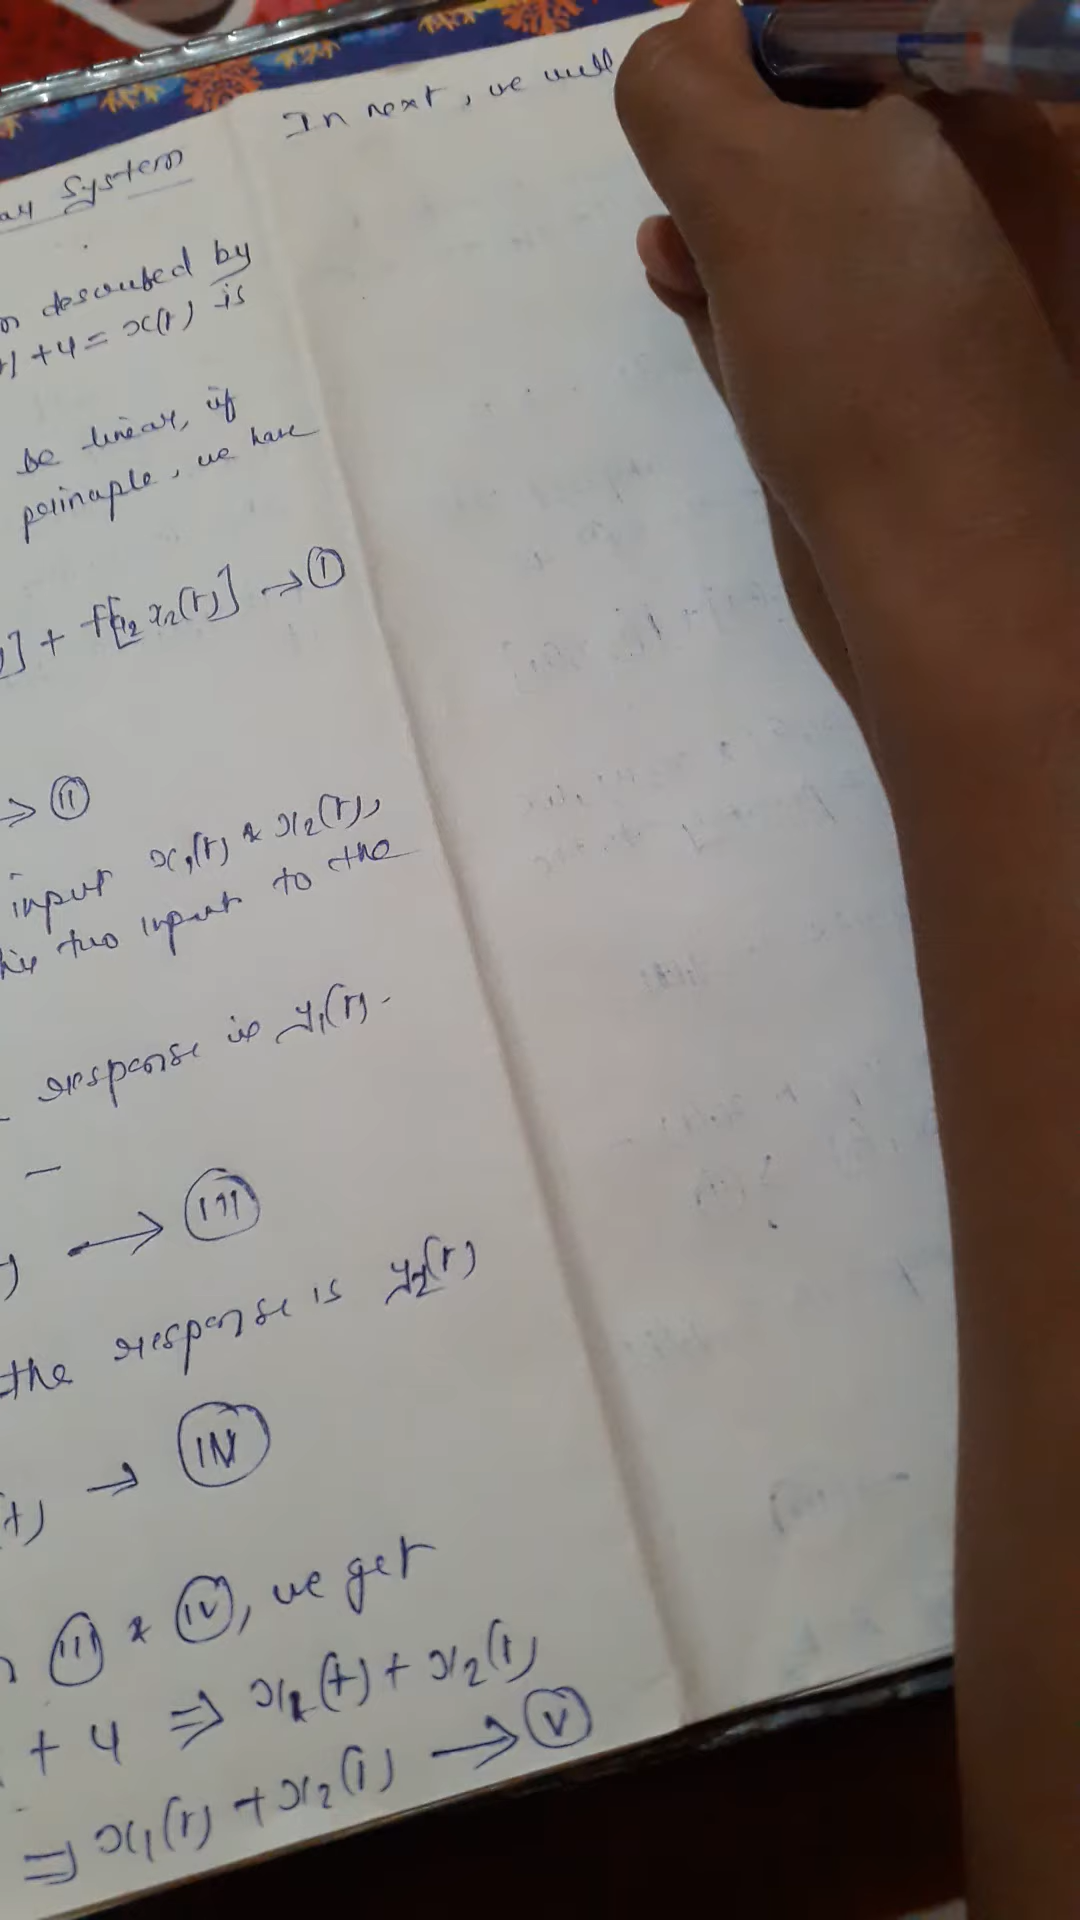 In next, we will
System
described by
+ 4 = x(t) is
be linear, if
principle, we have
] + f[a₂ x₂(t)] → Ⓘ
⇒ Ⓘⓘ
input x₁(t) & x₂(t),
two input to the
response is y₁(t).
—
→ (III)
the response is y₂(t)
(t) → (IV)
(III) & (IV), we get
+ 4 ⇒ x₁(t) + x₂(t)
⇒ x₁(t) + x₂(t) → (V)